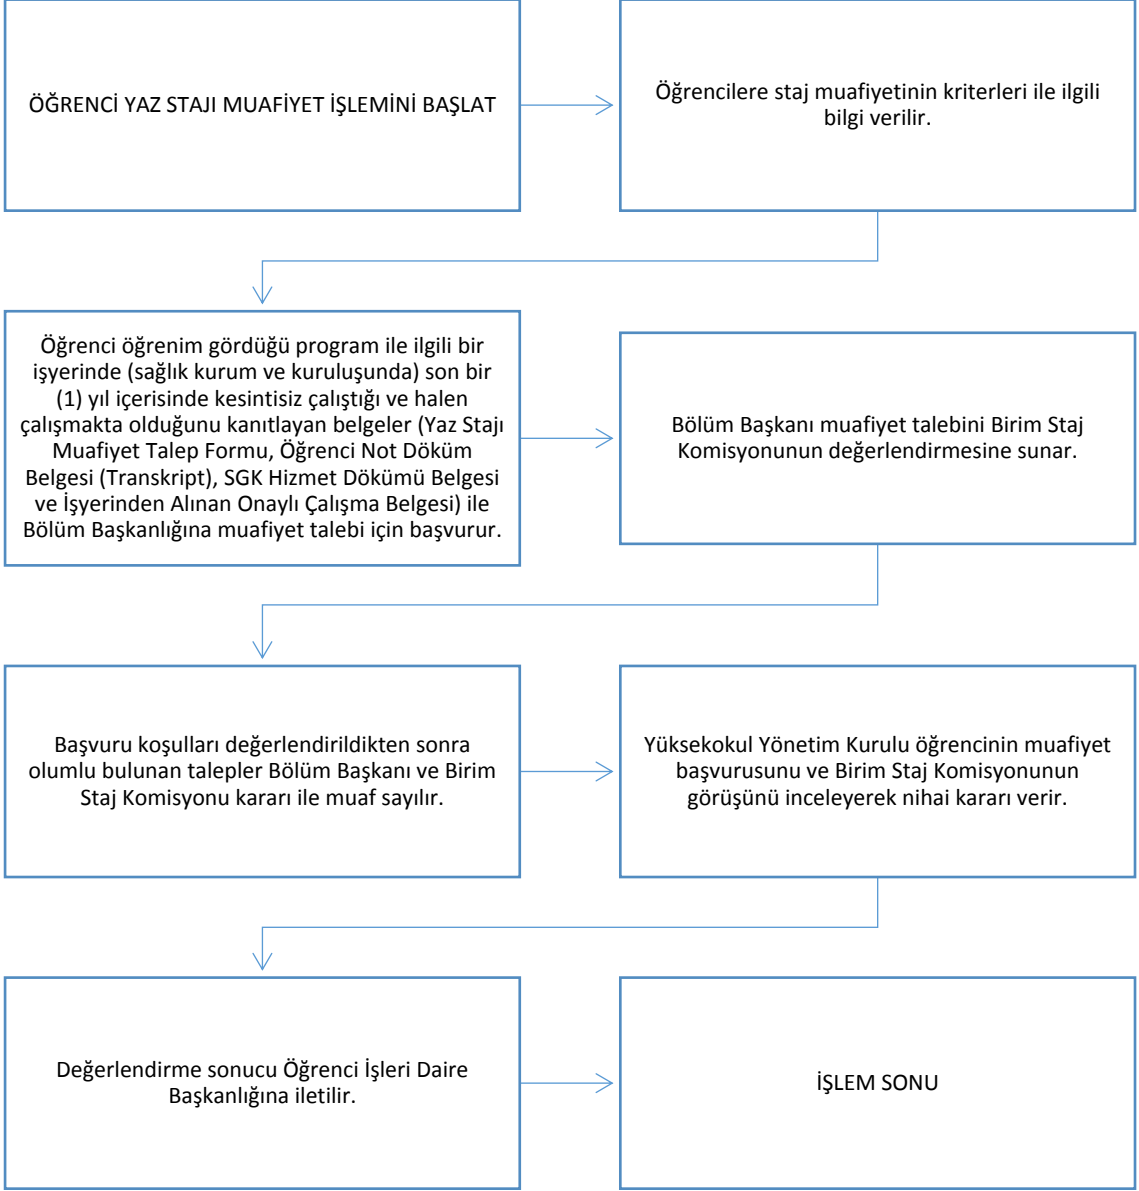 ÖĞRENCİ YAZ STAJI MUAFİYET İŞLEMİNİ BAŞLAT
Öğrencilere staj muafiyetinin kriterleri ile ilgili
bilgi verilir.
Öğrenci öğrenim gördüğü program ile ilgili bir
işyerinde (sağlık kurum ve kuruluşunda) son bir
(1) yıl içerisinde kesintisiz çalıştığı ve halen
çalışmakta olduğunu kanıtlayan belgeler (Yaz Stajı
Muafiyet Talep Formu, Öğrenci Not Döküm
Belgesi (Transkript), SGK Hizmet Dökümü Belgesi
ve İşyerinden Alınan Onaylı Çalışma Belgesi) ile
Bölüm Başkanlığına muafiyet talebi için başvurur.
Bölüm Başkanı muafiyet talebini Birim Staj
Komisyonunun değerlendirmesine sunar.
Başvuru koşulları değerlendirildikten sonra
olumlu bulunan talepler Bölüm Başkanı ve Birim
Staj Komisyonu kararı ile muaf sayılır.
Yüksekokul Yönetim Kurulu öğrencinin muafiyet
başvurusunu ve Birim Staj Komisyonunun
görüşünü inceleyerek nihai kararı verir.
Değerlendirme sonucu Öğrenci İşleri Daire
Başkanlığına iletilir.
İŞLEM SONU